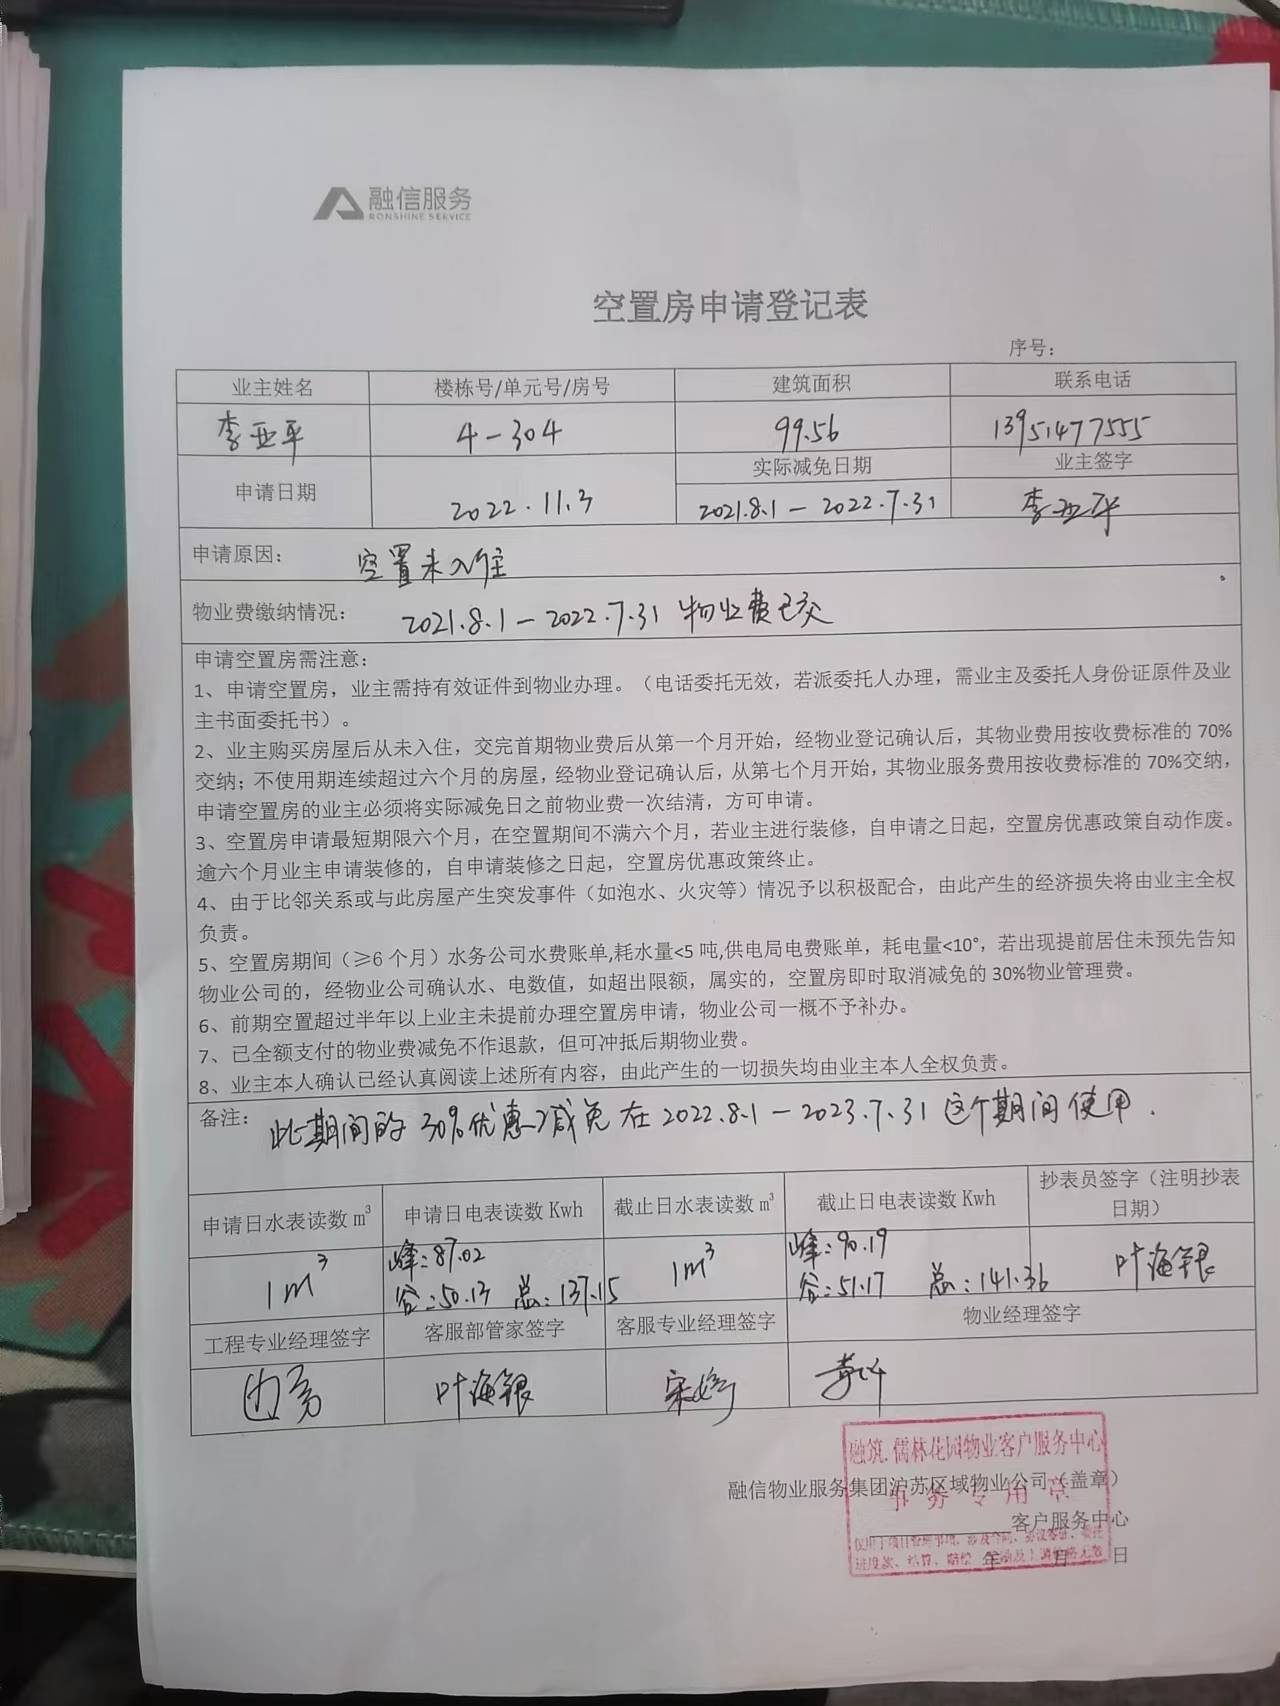 融信服务
RONSHINE SERVICE
空置房申请登记表
序号：
业主姓名 楼栋号/单元号/房号 建筑面积 联系电话
李亚平 4-304 99.56 13951477555
申请日期 2022.11.3 实际减免日期 业主签字
2021.8.1-2022.7.31 李亚平
申请原因： 空置未入住
物业费缴纳情况： 2021.8.1-2022.7.31 物业费已交
申请空置房需注意：
1、申请空置房，业主需持有效证件到物业办理。（电话委托无效，若派委托人办理，需业主及委托人身份证原件及业
主书面委托书）。
2、业主购买房屋后从未入住，交完首期物业费后从第一个月开始，经物业登记确认后，其物业费用按收费标准的 70%
交纳；不使用期连续超过六个月的房屋，经物业登记确认后，从第七个月开始，其物业服务费用按收费标准的 70%交纳，
申请空置房的业主必须将实际减免日之前物业费一次结清，方可申请。
3、空置房申请最短期限六个月，在空置期间不满六个月，若业主进行装修，自申请之日起，空置房优惠政策自动作废。
逾六个月业主申请装修的，自申请装修之日起，空置房优惠政策终止。
4、由于比邻关系或与此房屋产生突发事件（如泡水、火灾等）情况予以积极配合，由此产生的经济损失将由业主全权
负责。
5、空置房期间（≥6 个月）水务公司水费账单,耗水量<5 吨,供电局电费账单，耗电量<10°，若出现提前居住未预先告知
物业公司的，经物业公司确认水、电数值，如超出限额，属实的，空置房即时取消减免的 30%物业管理费。
6、前期空置超过半年以上业主未提前办理空置房申请，物业公司一概不予补办。
7、已全额支付的物业费减免不作退款，但可冲抵后期物业费。
8、业主本人确认已经认真阅读上述所有内容，由此产生的一切损失均由业主本人全权负责。
备注： 此期间的 30%优惠减免在 2022.8.1-2023.7.31 这个期间使用.
申请日水表读数 m³ 申请日电表读数 Kwh 截止日水表读数 m³ 截止日电表读数 Kwh 抄表员签字（注明抄表
日期）
1m³ 峰:87.02 1m³ 峰:90.19 叶海银
谷:50.13 总:137.15 谷:51.17 总:141.36
工程专业经理签字 客服部管家签字 客服专业经理签字 物业经理签字
叶海银
融筑.儒林花园物业客户服务中心
融信物业服务集团沪苏区域物业公司（盖章）
事务专用章
客户服务中心
年 月 日